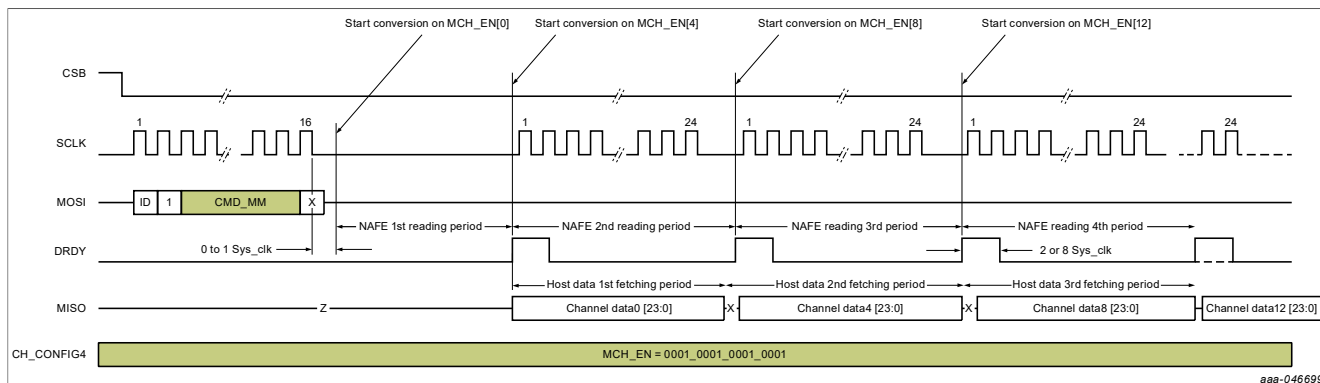 Start conversion on MCH_EN[0] Start conversion on MCH_EN[4] Start conversion on MCH_EN[8] Start conversion on MCH_EN[12]
CSB
1 16 1 24 1 24 1 24 24
SCLK
MOSI ID 1 CMD_MM X
NAFE 1st reading period NAFE 2nd reading period NAFE reading 3rd period NAFE reading 4th period
0 to 1 Sys_clk 2 or 8 Sys_clk
DRDY
Host data 1st fetching period Host data 2nd fetching period Host data 3rd fetching period
MISO Z Channel data0 [23:0] X Channel data4 [23:0] X Channel data8 [23:0] Channel data12 [23:0]
CH_CONFIG4 MCH_EN = 0001_0001_0001_0001
aaa-046699